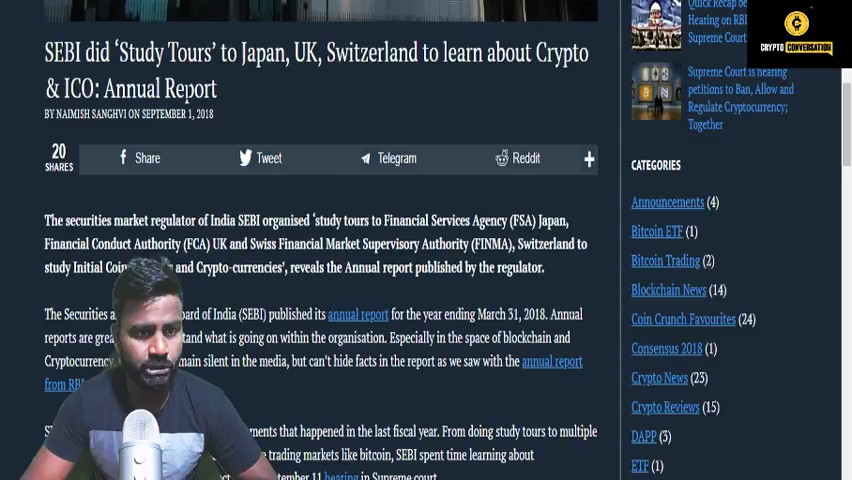 SEBI did ‘Study Tours’ to Japan, UK, Switzerland to learn about Crypto
& ICO: Annual Report
BY NAIMISH SANGHVI ON SEPTEMBER 1, 2018
20
SHARES
Share
Tweet
Telegram
Reddit
The securities market regulator of India SEBI organised ‘study tours to Financial Services Agency (FSA) Japan,
Financial Conduct Authority (FCA) UK and Swiss Financial Market Supervisory Authority (FINMA), Switzerland to
study Initial Coin and Crypto-currencies’, reveals the Annual report published by the regulator.
The Securities a ard of India (SEBI) published its annual report for the year ending March 31, 2018. Annual
reports are grea tand what is going on within the organisation. Especially in the space of blockchain and
Cryptocurrency, main silent in the media, but can’t hide facts in the report as we saw with the annual report
from RBI
ments that happened in the last fiscal year. From doing study tours to multiple
trading markets like bitcoin, SEBI spent time learning about
tember 11 hearing in Supreme court
Quick Recap
Hearing on RBI
Supreme Court
Supreme Court is hearing
petitions to Ban, Allow and
Regulate Cryptocurrency;
Together
CATEGORIES
Announcements (4)
Bitcoin ETF (1)
Bitcoin Trading (2)
Blockchain News (14)
Coin Crunch Favourites (24)
Consensus 2018 (1)
Crypto News (23)
Crypto Reviews (15)
DAPP (3)
ETF (1)
CRYPTO
CONVERSATION